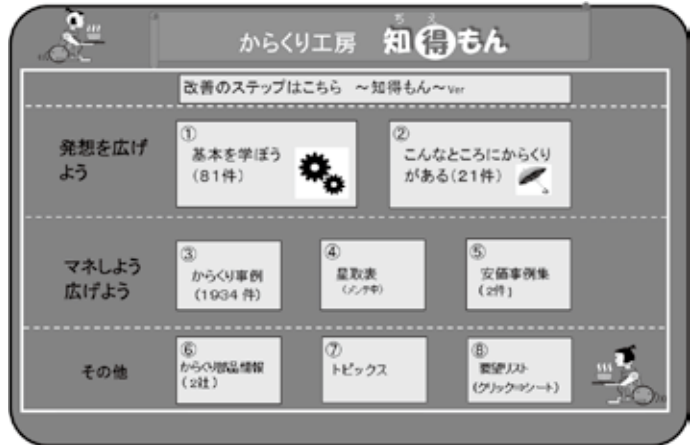 ちえ
からくり工房 知得もん
改善のステップはこちら ~知得もん~Ver
発想を広げ
よう
①
基本を学ぼう
(81件)
②
こんなところにからくり
がある(21件)
マネしよう
広げよう
③
からくり事例
(1934 件)
④
星取表
(メンテ中)
⑤
安価事例集
(2件)
その他
⑥
からくり部品情報
(2社)
⑦
トピックス
⑧
要望リスト
(クリック⇒シート)